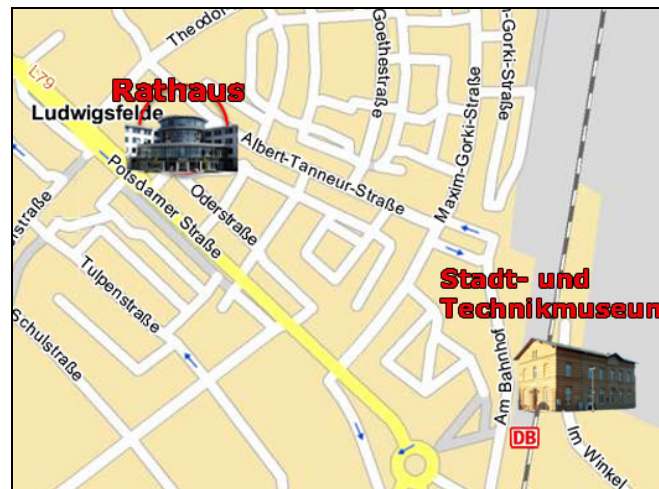 Theodor
Goethestraße
-Gorki-Straße
Maxim-Gorki-Straße
L79
Rathaus
Ludwigsfelde
Albert-Tanneur-Straße
Potsdamer Straße
Oderstraße
rstraße
Tulpenstraße
Schulstraße
Stadt- und
Technikmuseum
Am Bahnhof
DB
Im Winkel